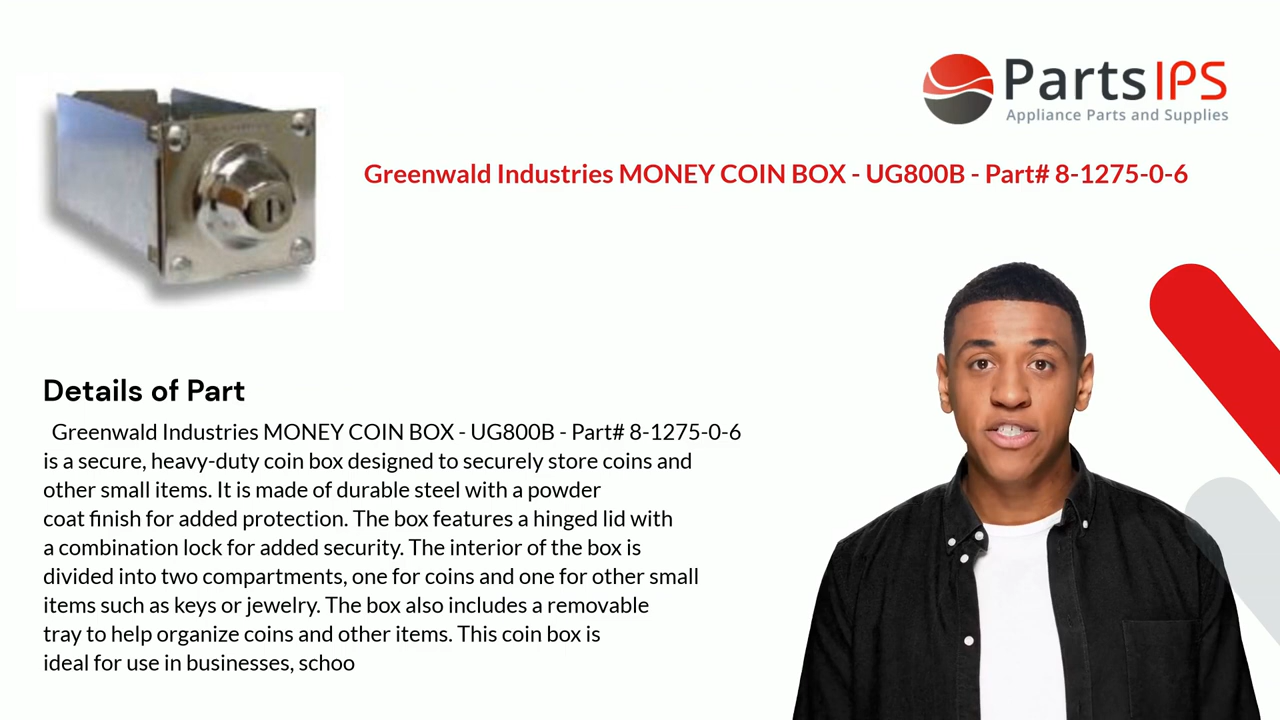 Parts IPS
Appliance Parts and Supplies
Greenwald Industries MONEY COIN BOX - UG800B - Part# 8-1275-0-6
Details of Part
Greenwald Industries MONEY COIN BOX - UG800B - Part# 8-1275-0-6
is a secure, heavy-duty coin box designed to securely store coins and
other small items. It is made of durable steel with a powder
coat finish for added protection. The box features a hinged lid with
a combination lock for added security. The interior of the box is
divided into two compartments, one for coins and one for other small
items such as keys or jewelry. The box also includes a removable
tray to help organize coins and other items. This coin box is
ideal for use in businesses, schoo